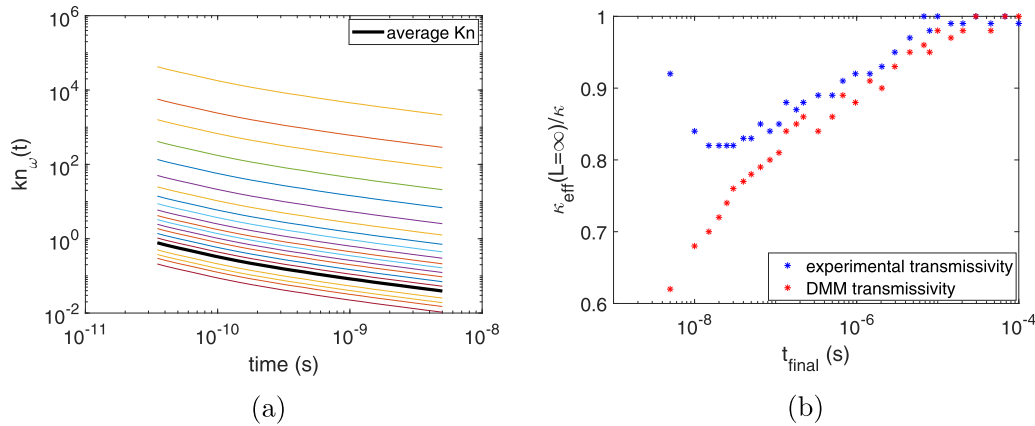 10^6
10^4
10^2
10^0
10^-2
kn_ω(t)
average Kn
10^-11
10^-10
10^-9
10^-8
time (s)
(a)
1
0.9
0.8
0.7
0.6
κ_eff(L=∞)/κ
experimental transmissivity
DMM transmissivity
10^-8
10^-6
10^-4
t_final (s)
(b)